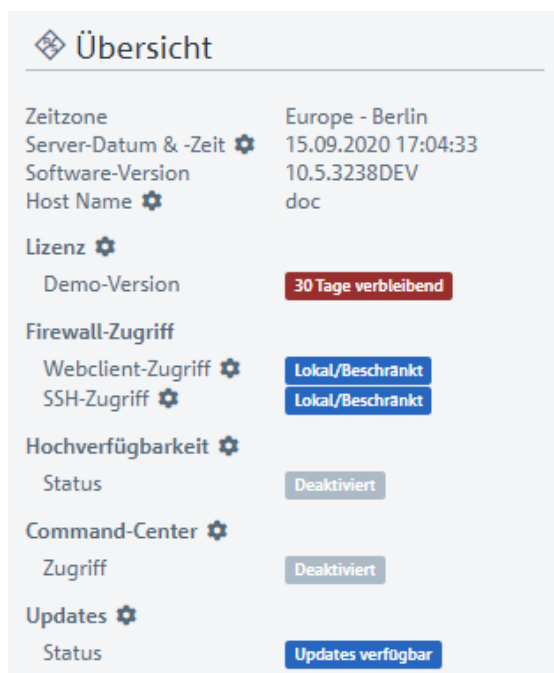 Übersicht
Zeitzone Europe - Berlin
Server-Datum & -Zeit 15.09.2020 17:04:33
Software-Version 10.5.3238DEV
Host Name doc
Lizenz
Demo-Version 30 Tage verbleibend
Firewall-Zugriff
Webclient-Zugriff Lokal/Beschränkt
SSH-Zugriff Lokal/Beschränkt
Hochverfügbarkeit
Status Deaktiviert
Command-Center
Zugriff Deaktiviert
Updates
Status Updates verfügbar